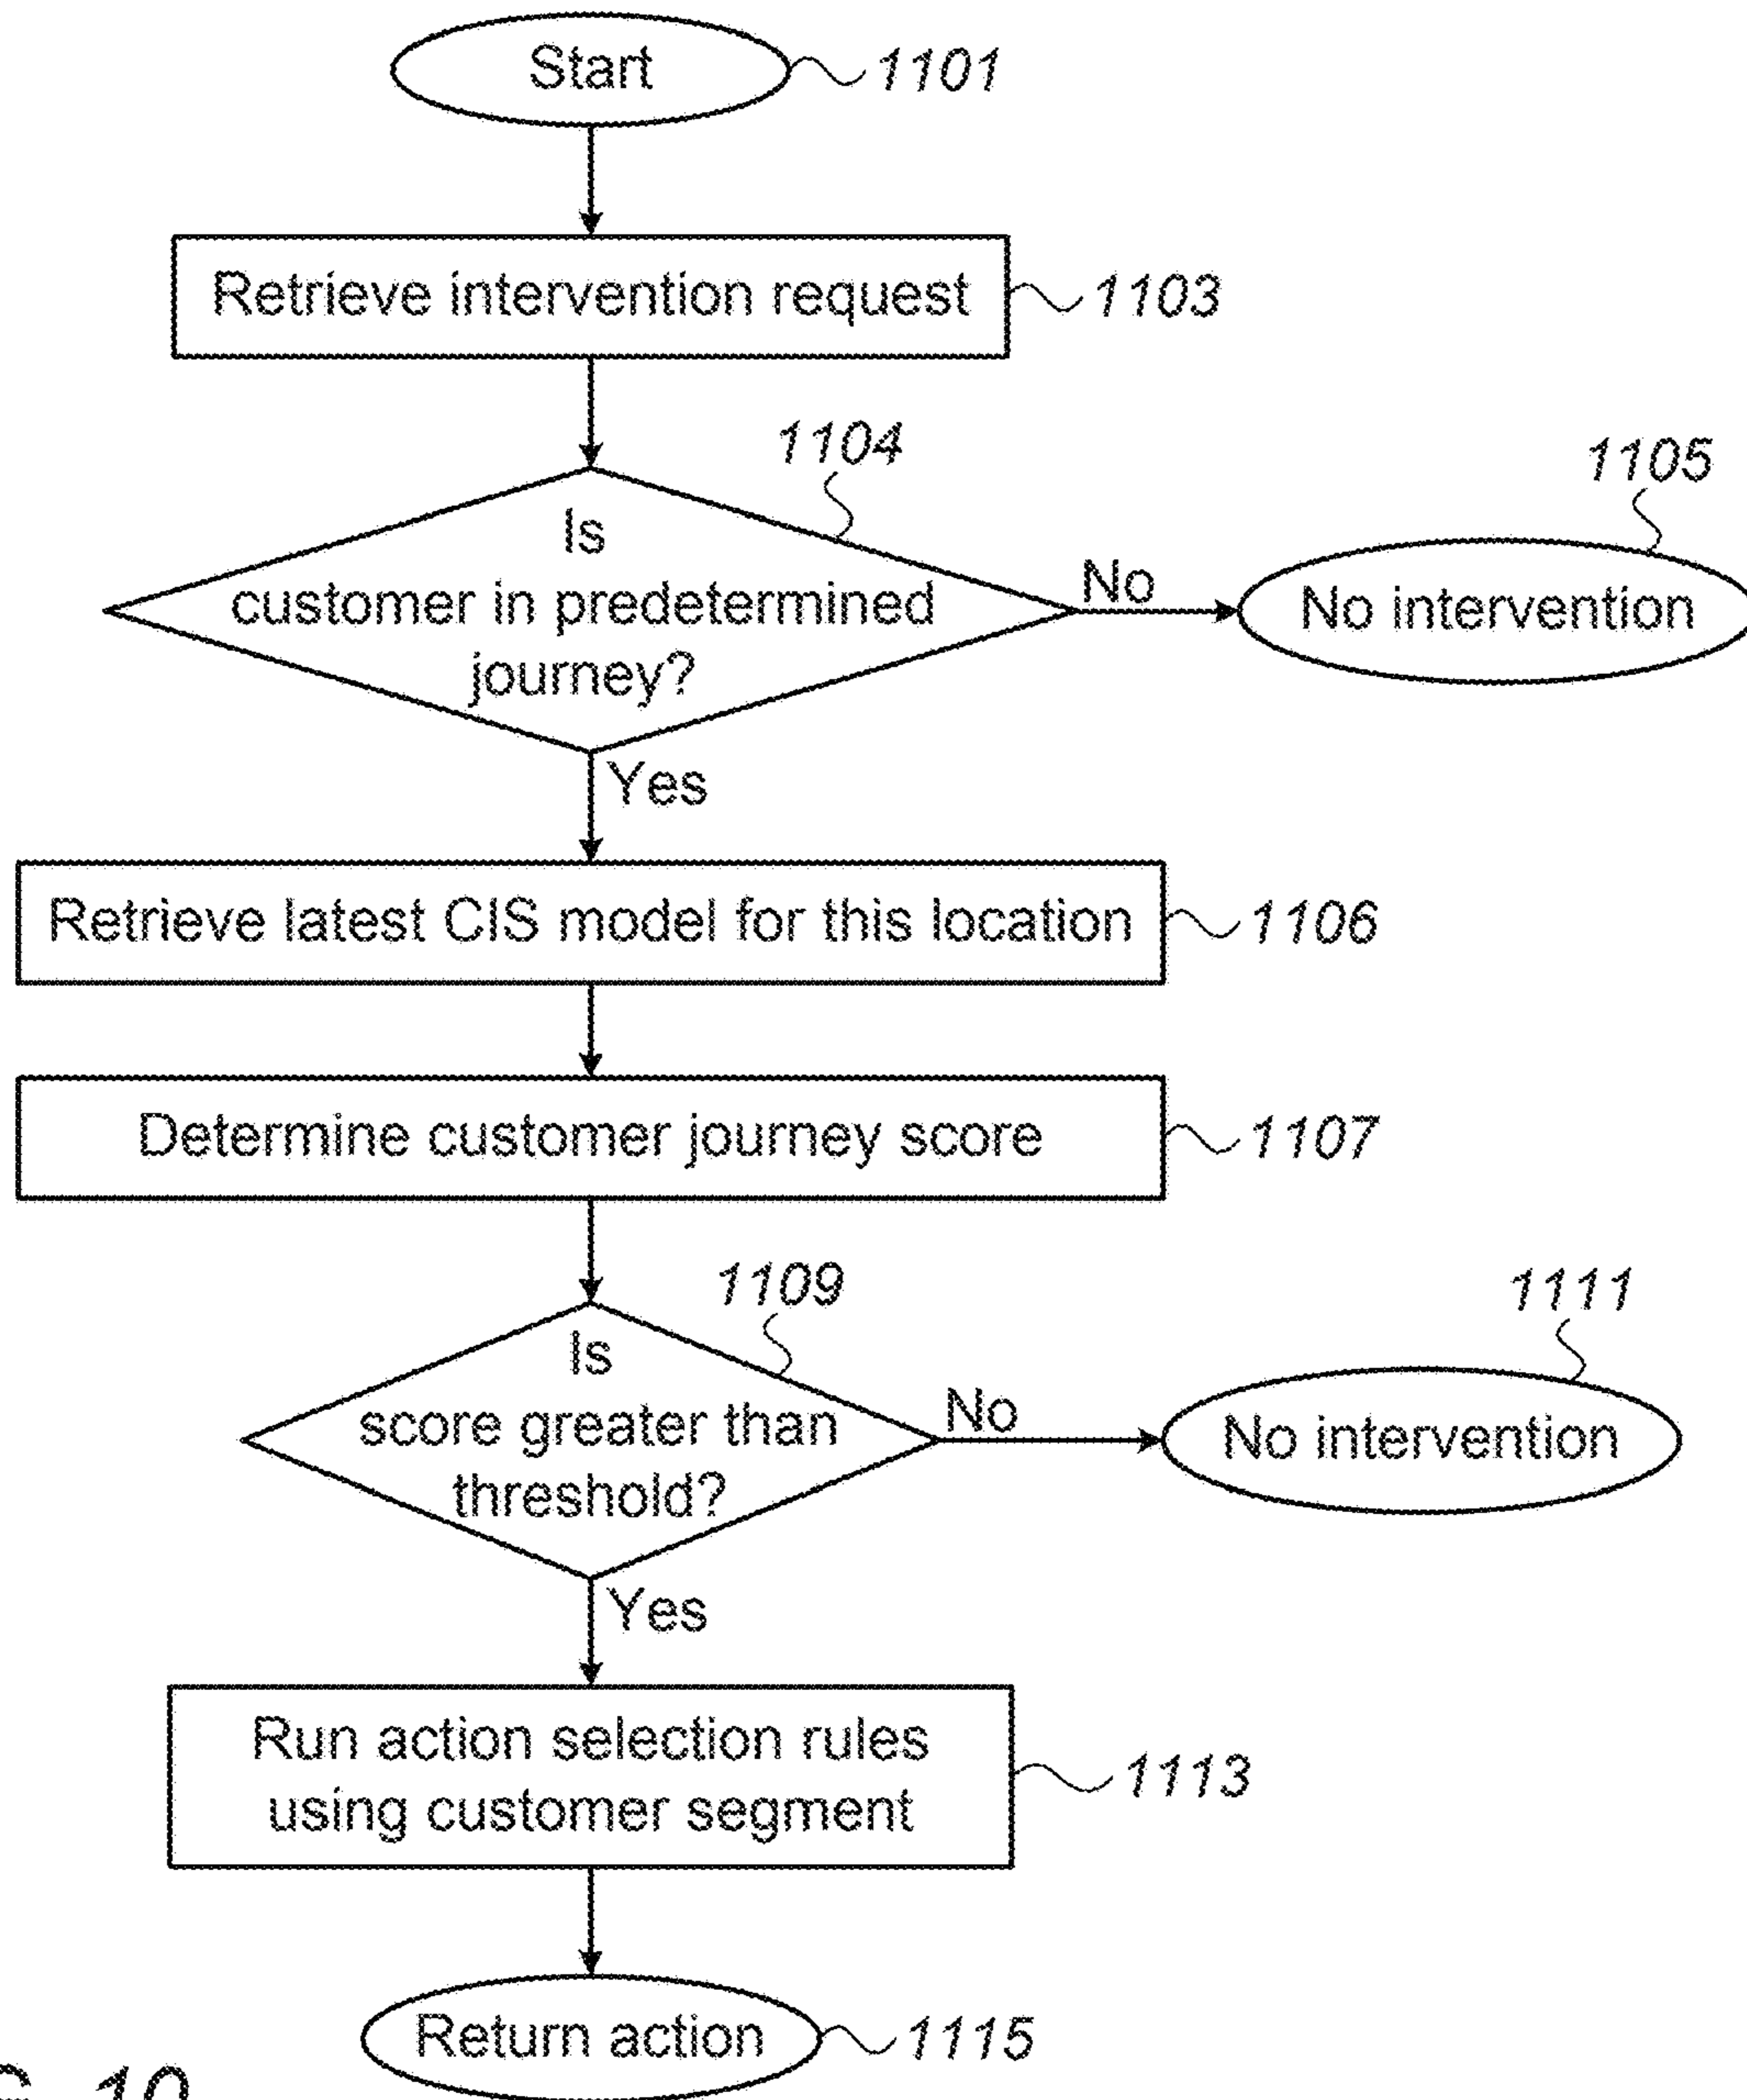 Start
1101
Retrieve intervention request
1103
1104
1105
Is
customer in predetermined
journey?
No
No intervention
Yes
Retrieve latest CIS model for this location
1106
Determine customer journey score
1107
1109
1111
Is
score greater than
threshold?
No
No intervention
Yes
Run action selection rules
using customer segment
1113
Return action
1115
10